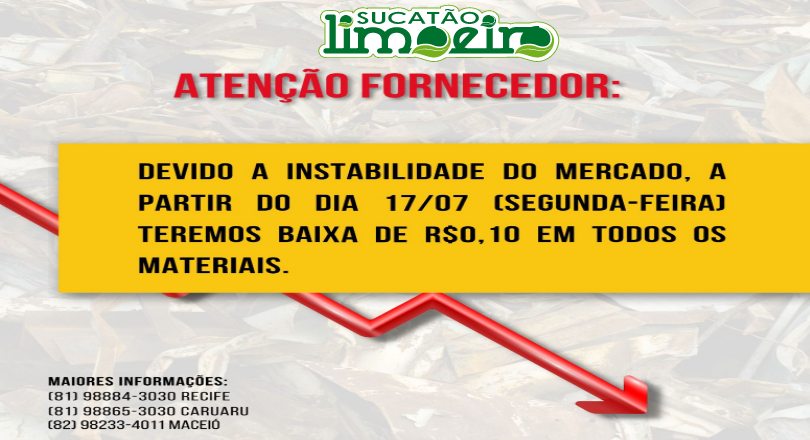 SUCATÃO
limoeiro
ATENÇÃO FORNECEDOR:
DEVIDO A INSTABILIDADE DO MERCADO, A
PARTIR DO DIA 17/07 (SEGUNDA-FEIRA)
TEREMOS BAIXA DE R$0,10 EM TODOS OS
MATERIAIS.
MAIORES INFORMAÇÕES:
(81) 98884-3030 RECIFE
(81) 98865-3030 CARUARU
(82) 98233-4011 MACEIÓ